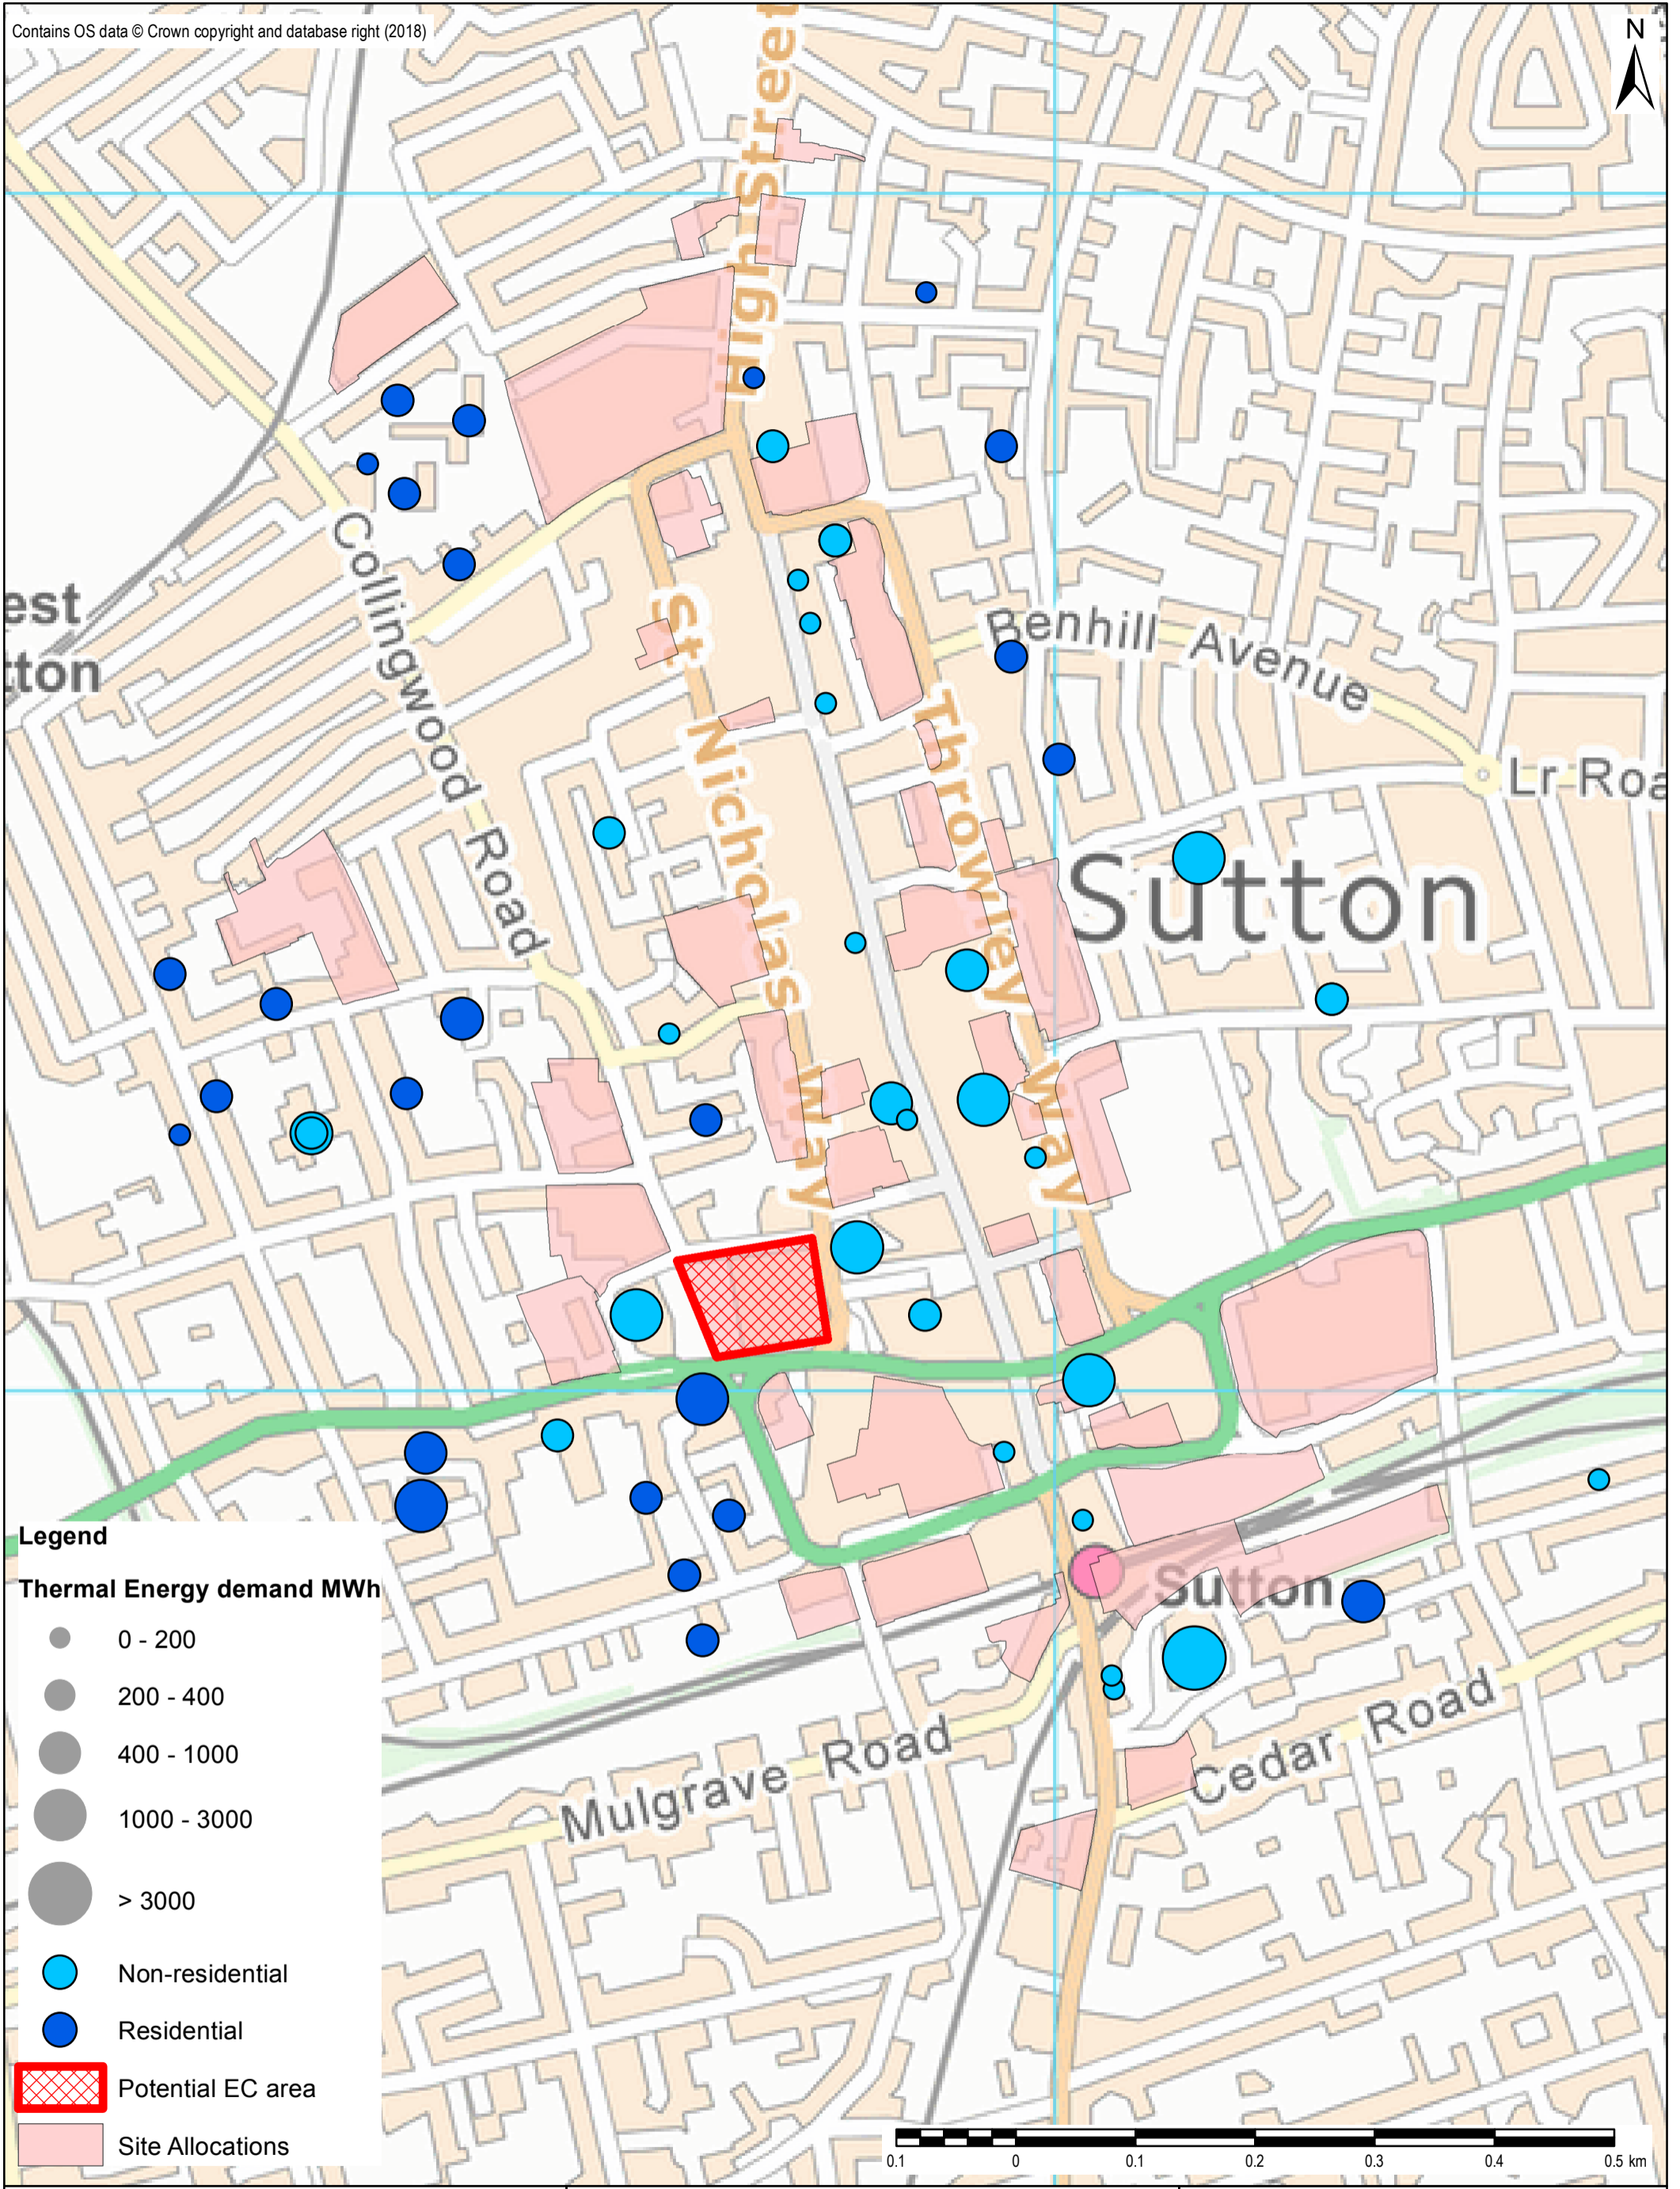 Contains OS data © Crown copyright and database right (2018)
N
High Street
est
tton
Collingwood Road
St. Nicholas Way
Throwley Way
Benhill Avenue
Lr Roa
Sutton
Sutton
Mulgrave Road
Cedar Road
Legend
Thermal Energy demand MWh
0 - 200
200 - 400
400 - 1000
1000 - 3000
> 3000
Non-residential
Residential
Potential EC area
Site Allocations
0.1 0 0.1 0.2 0.3 0.4 0.5 km